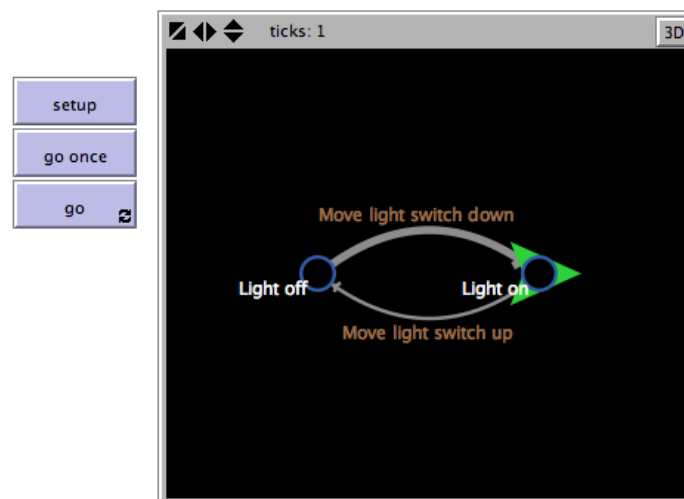 ticks: 1
3D
setup
go once
go
Move light switch down
Light off
Light on
Move light switch up